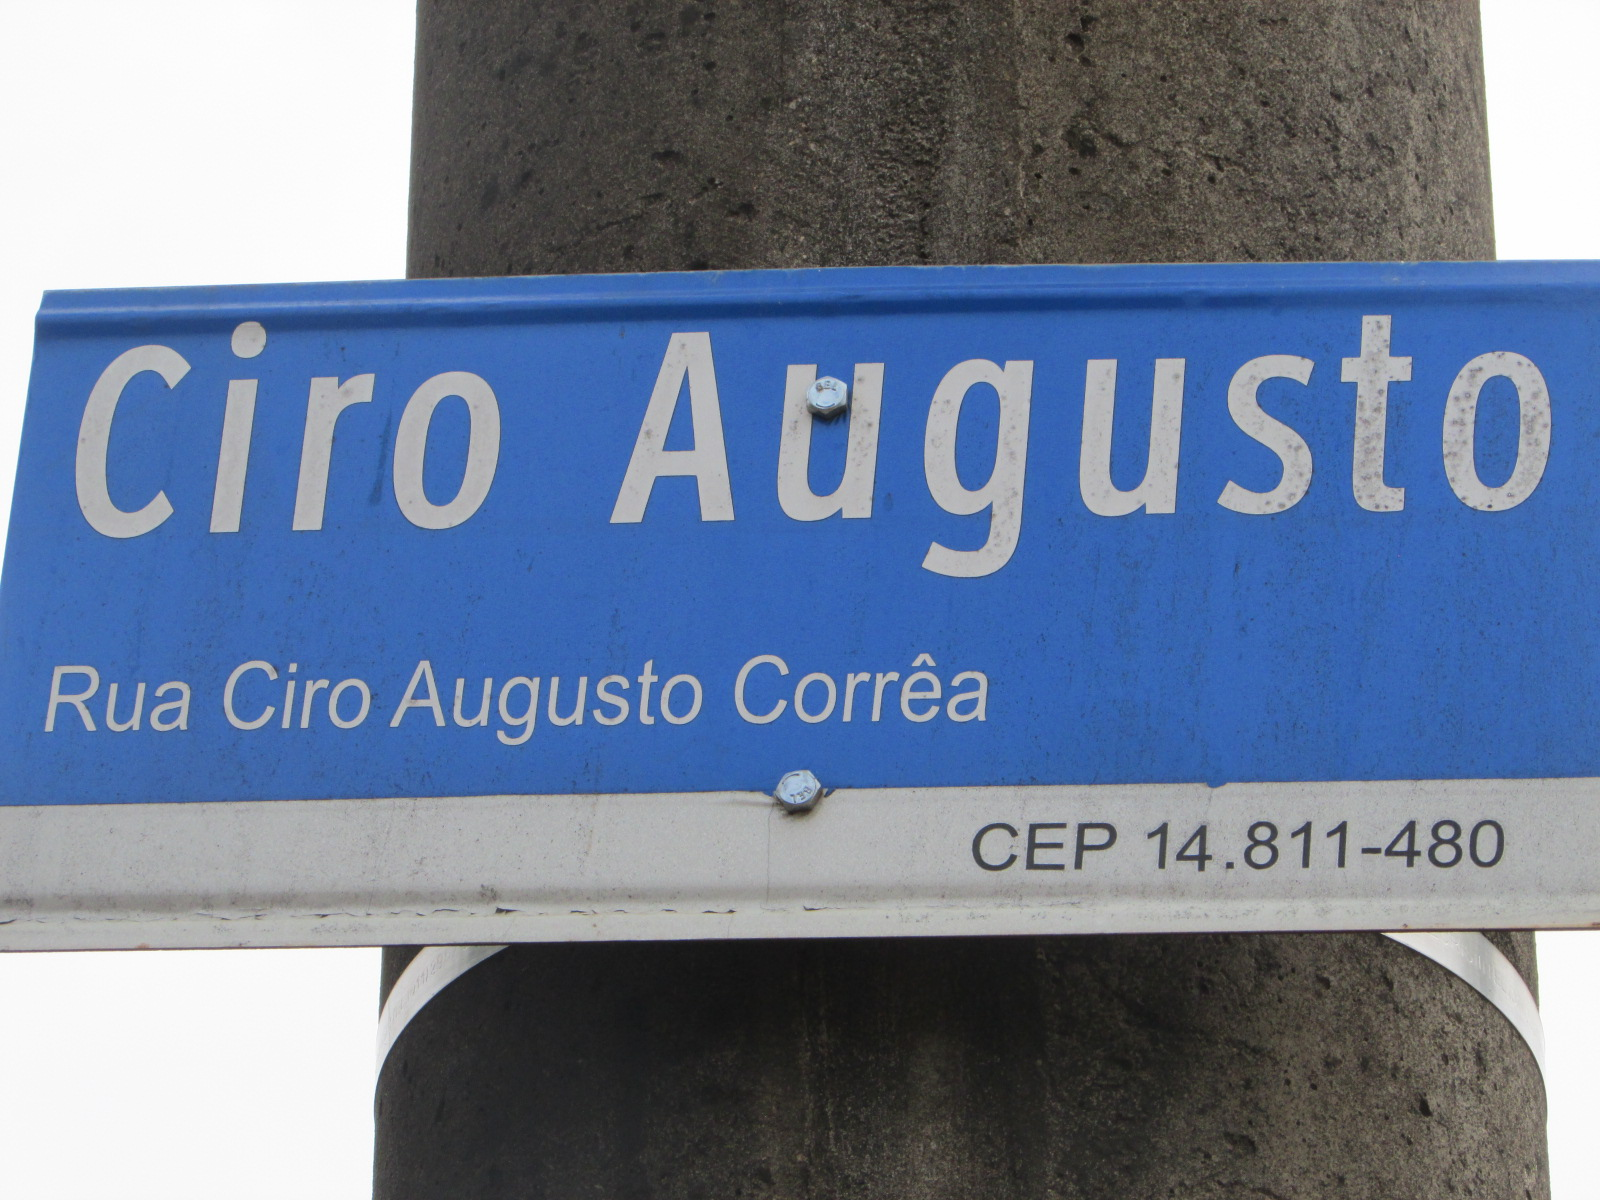 Ciro Augusto
Rua Ciro Augusto Corrêa
CEP 14.811-480